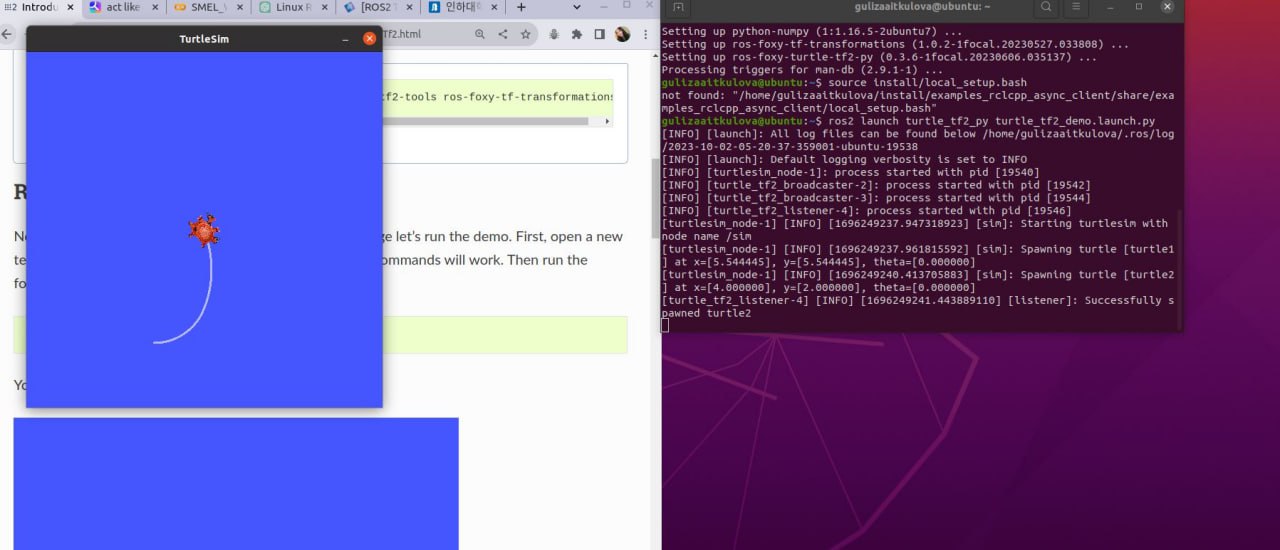 Introdu
act like
SMEL_
Linux R
[ROS2 T
인하대학
Tf2.html
TurtleSim
tf2-tools ros-foxy-tf-transformations
R
ge let's run the demo. First, open a new
te
ommands will work. Then run the
fo
Yo
gulizaaitkulova@ubuntu: ~
Setting up python-numpy (1:1.16.5-2ubuntu7) ...
Setting up ros-foxy-tf-transformations (1.0.2-1focal.20230527.033808) ...
Setting up ros-foxy-turtle-tf2-py (0.3.6-1focal.20230606.035137) ...
Processing triggers for man-db (2.9.1-1) ...
gulizaaitkulova@ubuntu:~$ source install/local_setup.bash
not found: "/home/gulizaaitkulova/install/examples_rclcpp_async_client/share/exa
mples_rclcpp_async_client/local_setup.bash"
gulizaaitkulova@ubuntu:~$ ros2 launch turtle_tf2_py turtle_tf2_demo.launch.py
[INFO] [launch]: All log files can be found below /home/gulizaaitkulova/.ros/log
/2023-10-02-05-20-37-359001-ubuntu-19538
[INFO] [launch]: Default logging verbosity is set to INFO
[INFO] [turtlesim_node-1]: process started with pid [19540]
[INFO] [turtle_tf2_broadcaster-2]: process started with pid [19542]
[INFO] [turtle_tf2_broadcaster-3]: process started with pid [19544]
[INFO] [turtle_tf2_listener-4]: process started with pid [19546]
[turtlesim_node-1] [INFO] [1696249237.947318923] [sim]: Starting turtlesim with
node name /sim
[turtlesim_node-1] [INFO] [1696249237.961815592] [sim]: Spawning turtle [turtle1
] at x=[5.544445], y=[5.544445], theta=[0.000000]
[turtlesim_node-1] [INFO] [1696249240.413705883] [sim]: Spawning turtle [turtle2
] at x=[4.000000], y=[2.000000], theta=[0.000000]
[turtle_tf2_listener-4] [INFO] [1696249241.443889110] [listener]: Successfully s
pawned turtle2